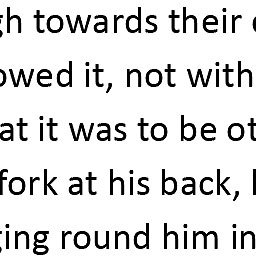 gh towards their
owed it, not with
at it was to be ot
fork at his back,
ging round him in